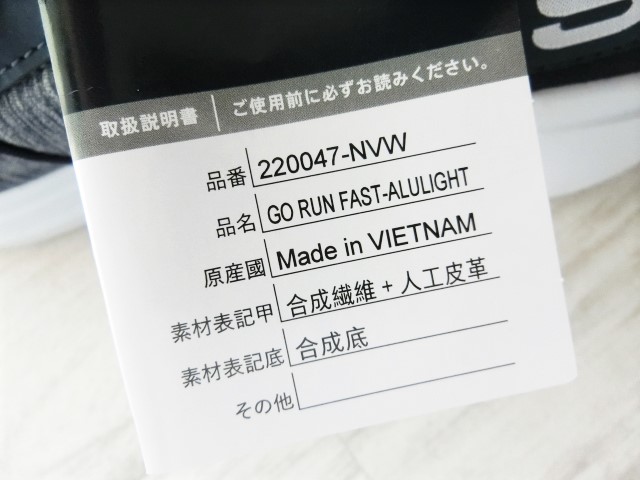 取扱説明書 ご使用前に必ずお読みください。
品番 220047-NVW
品名 GO RUN FAST-ALULIGHT
原産國 Made in VIETNAM
素材表記甲 合成繊維 + 人工皮革
素材表記底 合成底
その他